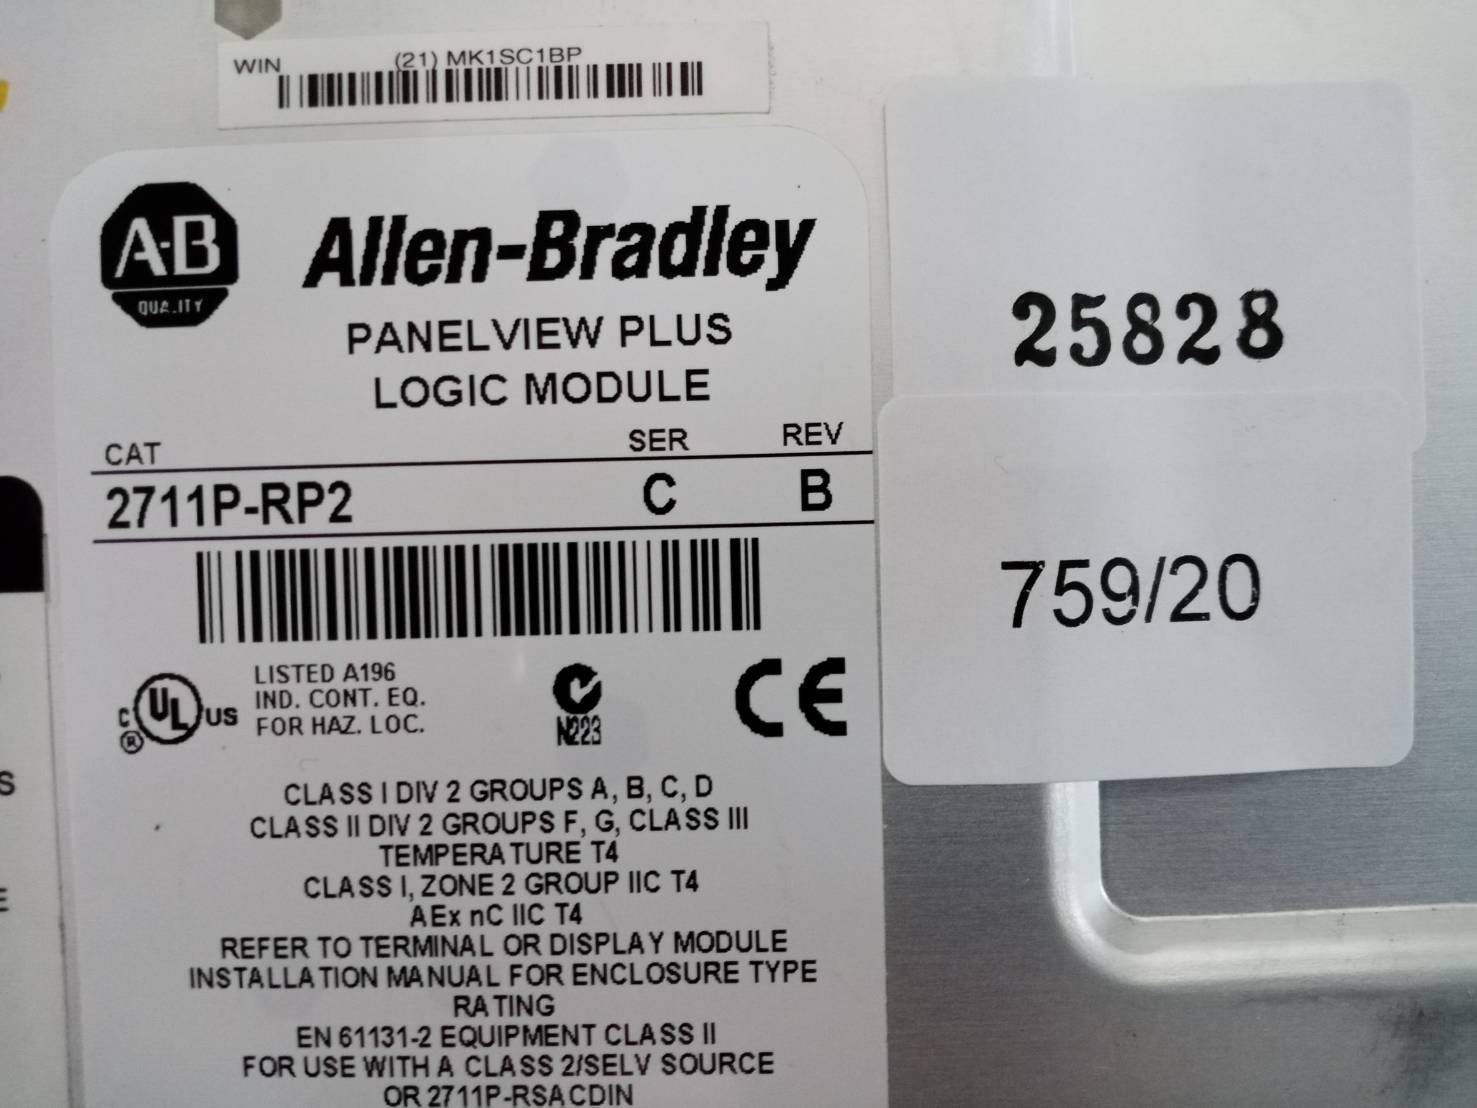 WIN (21) MK1SC1BP
A-B
QUALITY
Allen-Bradley
PANELVIEW PLUS
LOGIC MODULE
CAT SER REV
2711P-RP2 C B
25828
759/20
C UL US
®
LISTED A196
IND. CONT. EQ.
FOR HAZ. LOC.
N223
CE
CLASS I DIV 2 GROUPS A, B, C, D
CLASS II DIV 2 GROUPS F, G, CLASS III
TEMPERATURE T4
CLASS I, ZONE 2 GROUP IIC T4
AEx nC IIC T4
REFER TO TERMINAL OR DISPLAY MODULE
INSTALLATION MANUAL FOR ENCLOSURE TYPE
RATING
EN 61131-2 EQUIPMENT CLASS II
FOR USE WITH A CLASS 2/SELV SOURCE
OR 2711P-RSACDIN
S
E